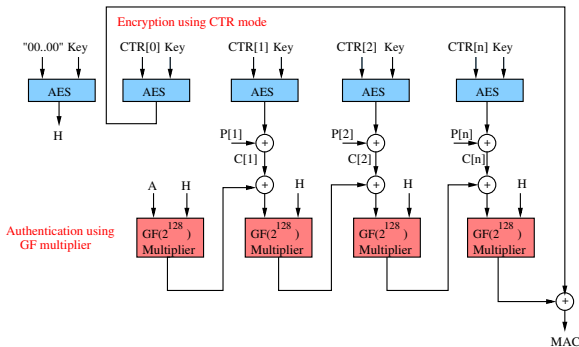 Encryption using CTR mode
"00..00" Key CTR[0] Key CTR[1] Key CTR[2] Key CTR[n] Key
AES AES AES AES AES
H
P[1] P[2] P[n]
C[1] C[2] C[n]
A H H H H
Authentication using
GF multiplier
GF(2^128) GF(2^128) GF(2^128) GF(2^128)
Multiplier Multiplier Multiplier Multiplier
MAC